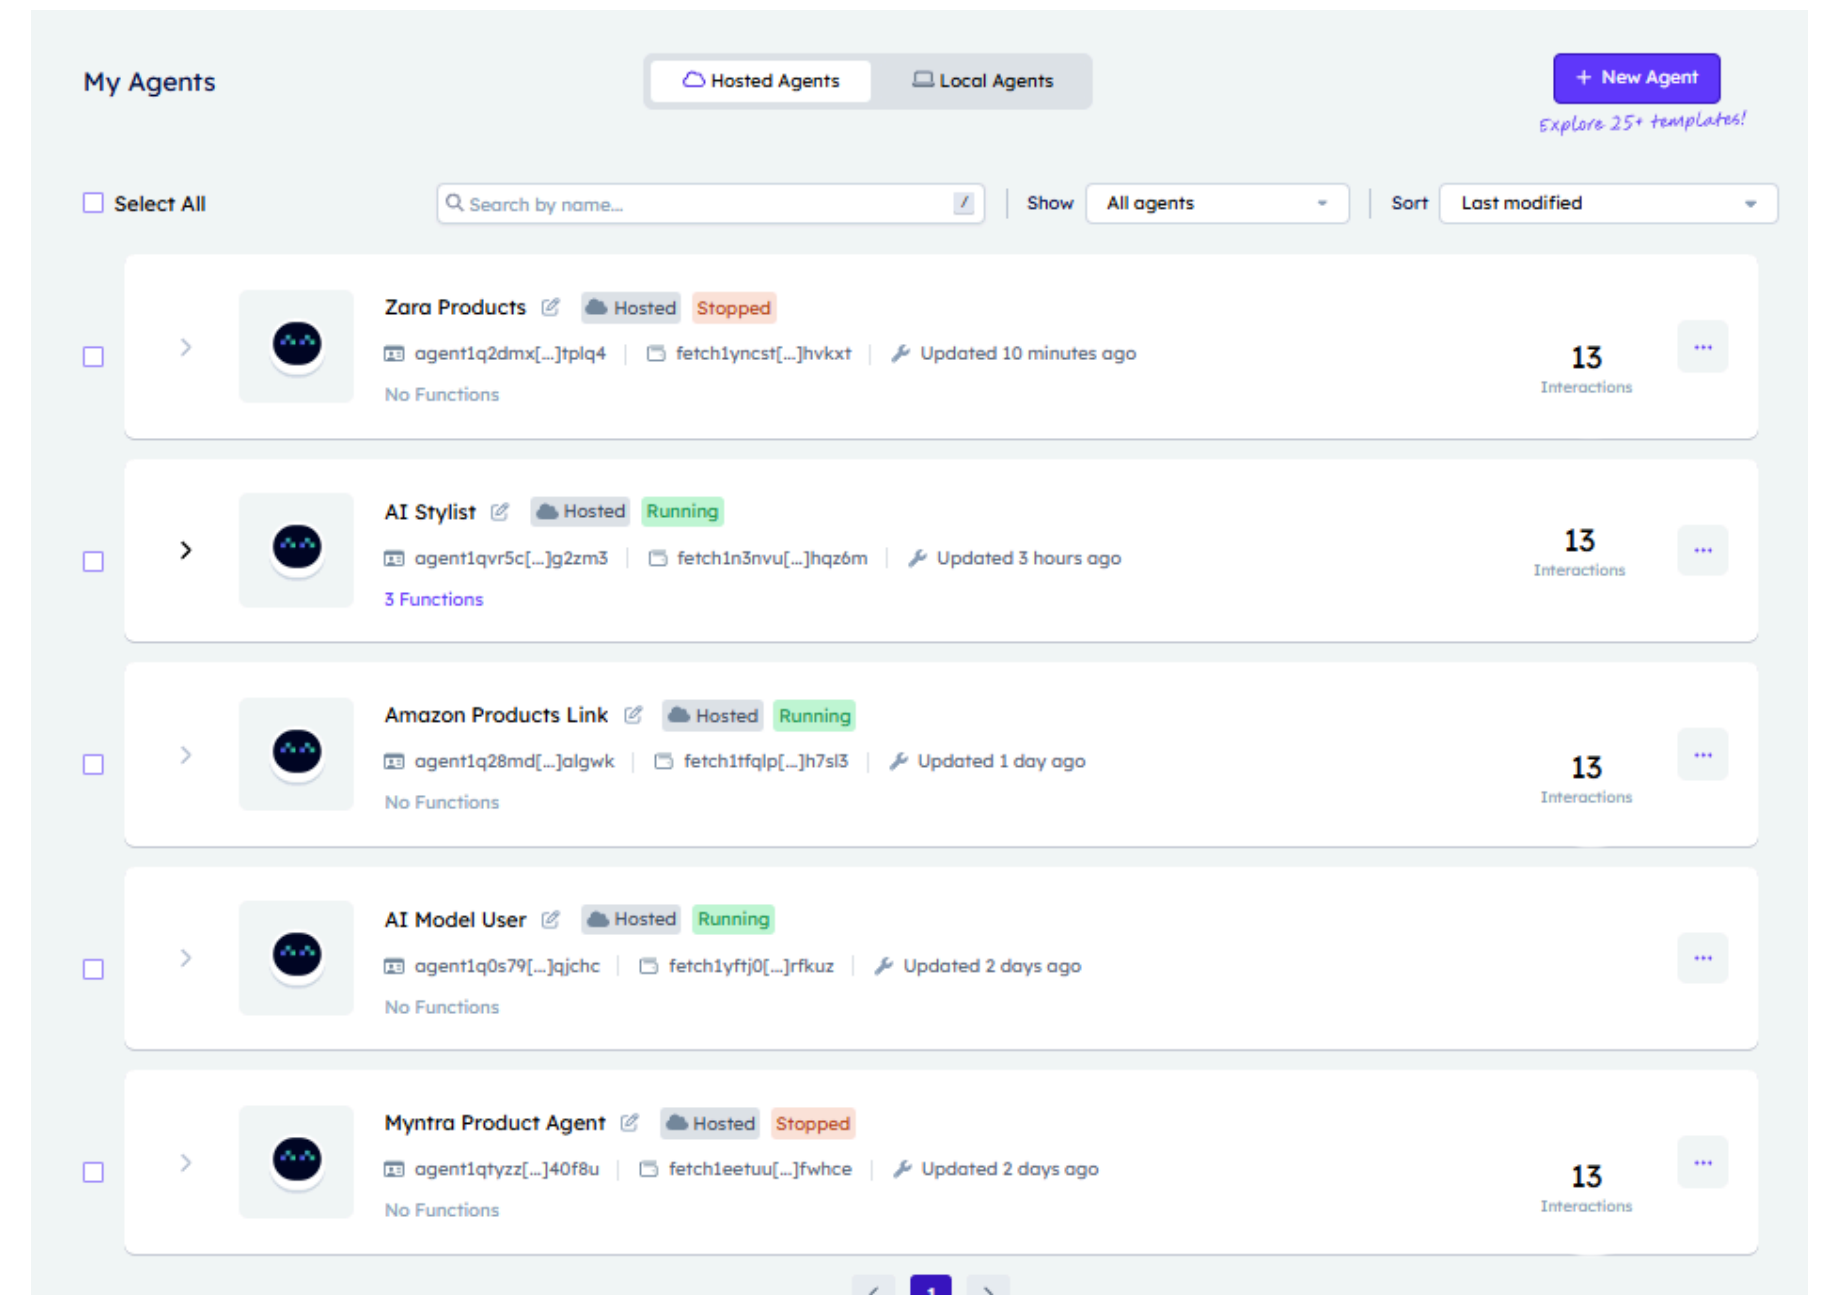 My Agents
Hosted Agents
Local Agents
+ New Agent
Explore 25+ templates!
Select All
Search by name...
/
Show
All agents
Sort
Last modified
Zara Products Hosted Stopped
agent1q2dmx[...]tplq4 fetch1yncst[...]hvkxt Updated 10 minutes ago
No Functions
13
Interactions
...
AI Stylist Hosted Running
agent1qvr5c[...]g2zm3 fetch1n3nvu[...]hqz6m Updated 3 hours ago
3 Functions
13
Interactions
...
Amazon Products Link Hosted Running
agent1q28md[...]algwk fetch1tfqlp[...]h7sl3 Updated 1 day ago
No Functions
13
Interactions
...
AI Model User Hosted Running
agent1q0s79[...]qjchc fetch1yftj0[...]rfkuz Updated 2 days ago
No Functions
...
Myntra Product Agent Hosted Stopped
agent1qtyzz[...]40f8u fetch1eetuu[...]fwhce Updated 2 days ago
No Functions
13
Interactions
...
1